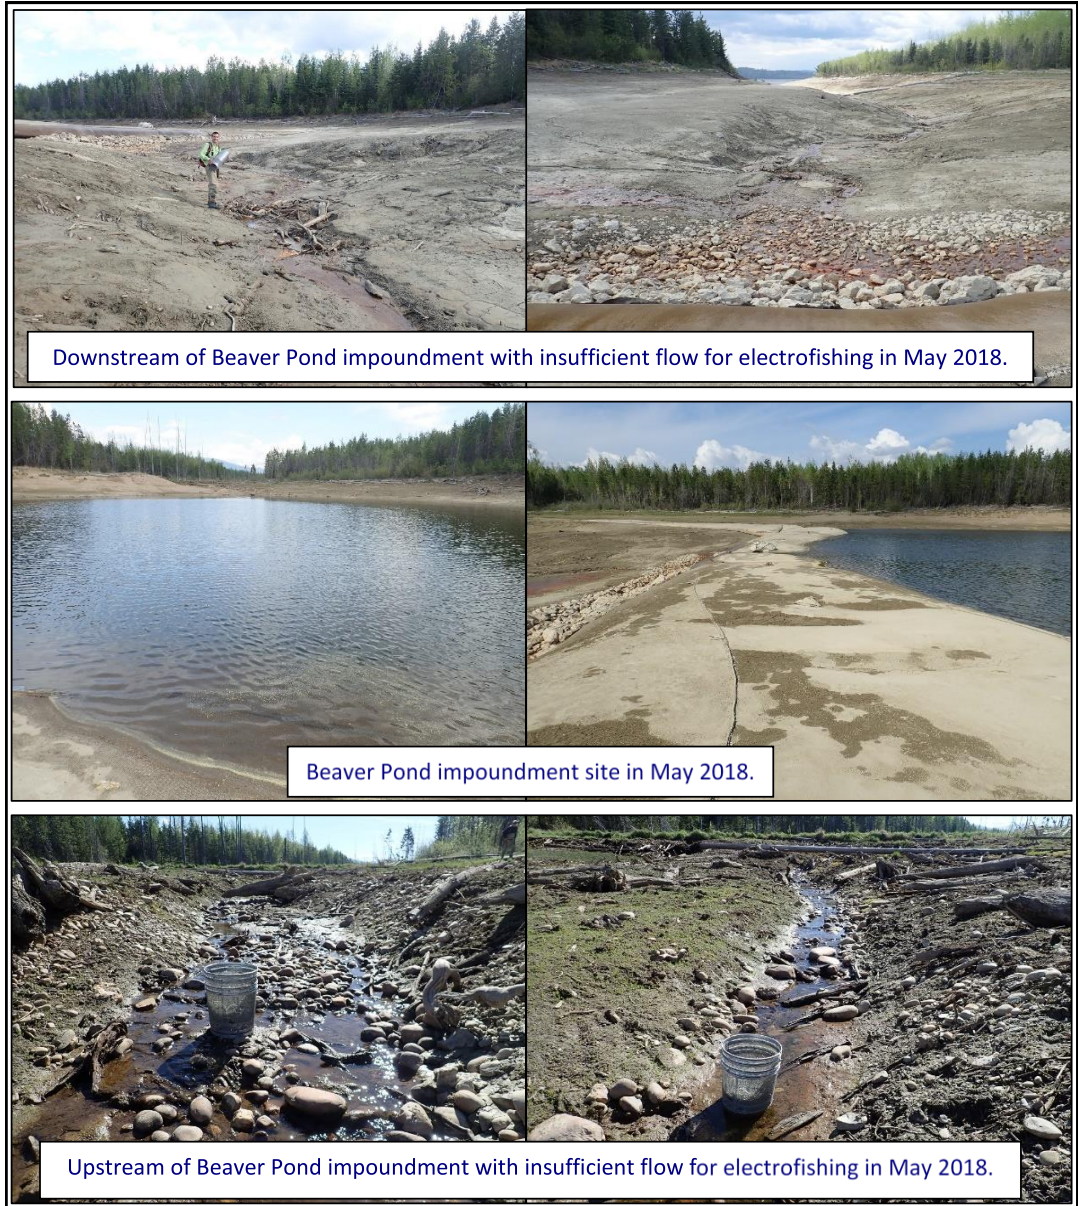 Downstream of Beaver Pond impoundment with insufficient flow for electrofishing in May 2018.
Beaver Pond impoundment site in May 2018.
Upstream of Beaver Pond impoundment with insufficient flow for electrofishing in May 2018.